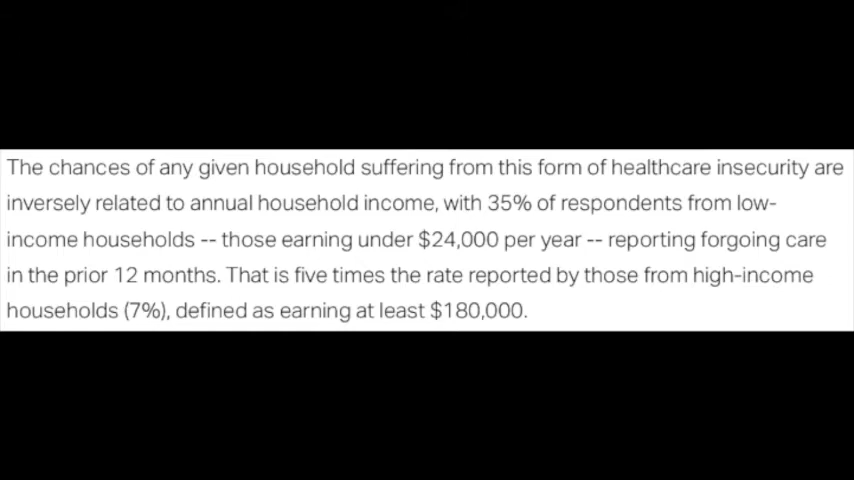 The chances of any given household suffering from this form of healthcare insecurity are
inversely related to annual household income, with 35% of respondents from low-
income households -- those earning under $24,000 per year -- reporting forgoing care
in the prior 12 months. That is five times the rate reported by those from high-income
households (7%), defined as earning at least $180,000.